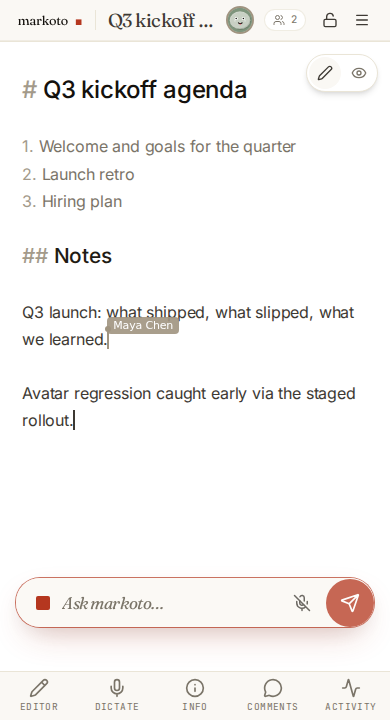 markoto
Q3 kickoff ...
2
# Q3 kickoff agenda
1. Welcome and goals for the quarter
2. Launch retro
3. Hiring plan
## Notes
Q3 launch: what shipped, what slipped, what
we learned.
Maya Chen
Avatar regression caught early via the staged
rollout.
Ask markoto...
EDITOR
DICTATE
INFO
COMMENTS
ACTIVITY